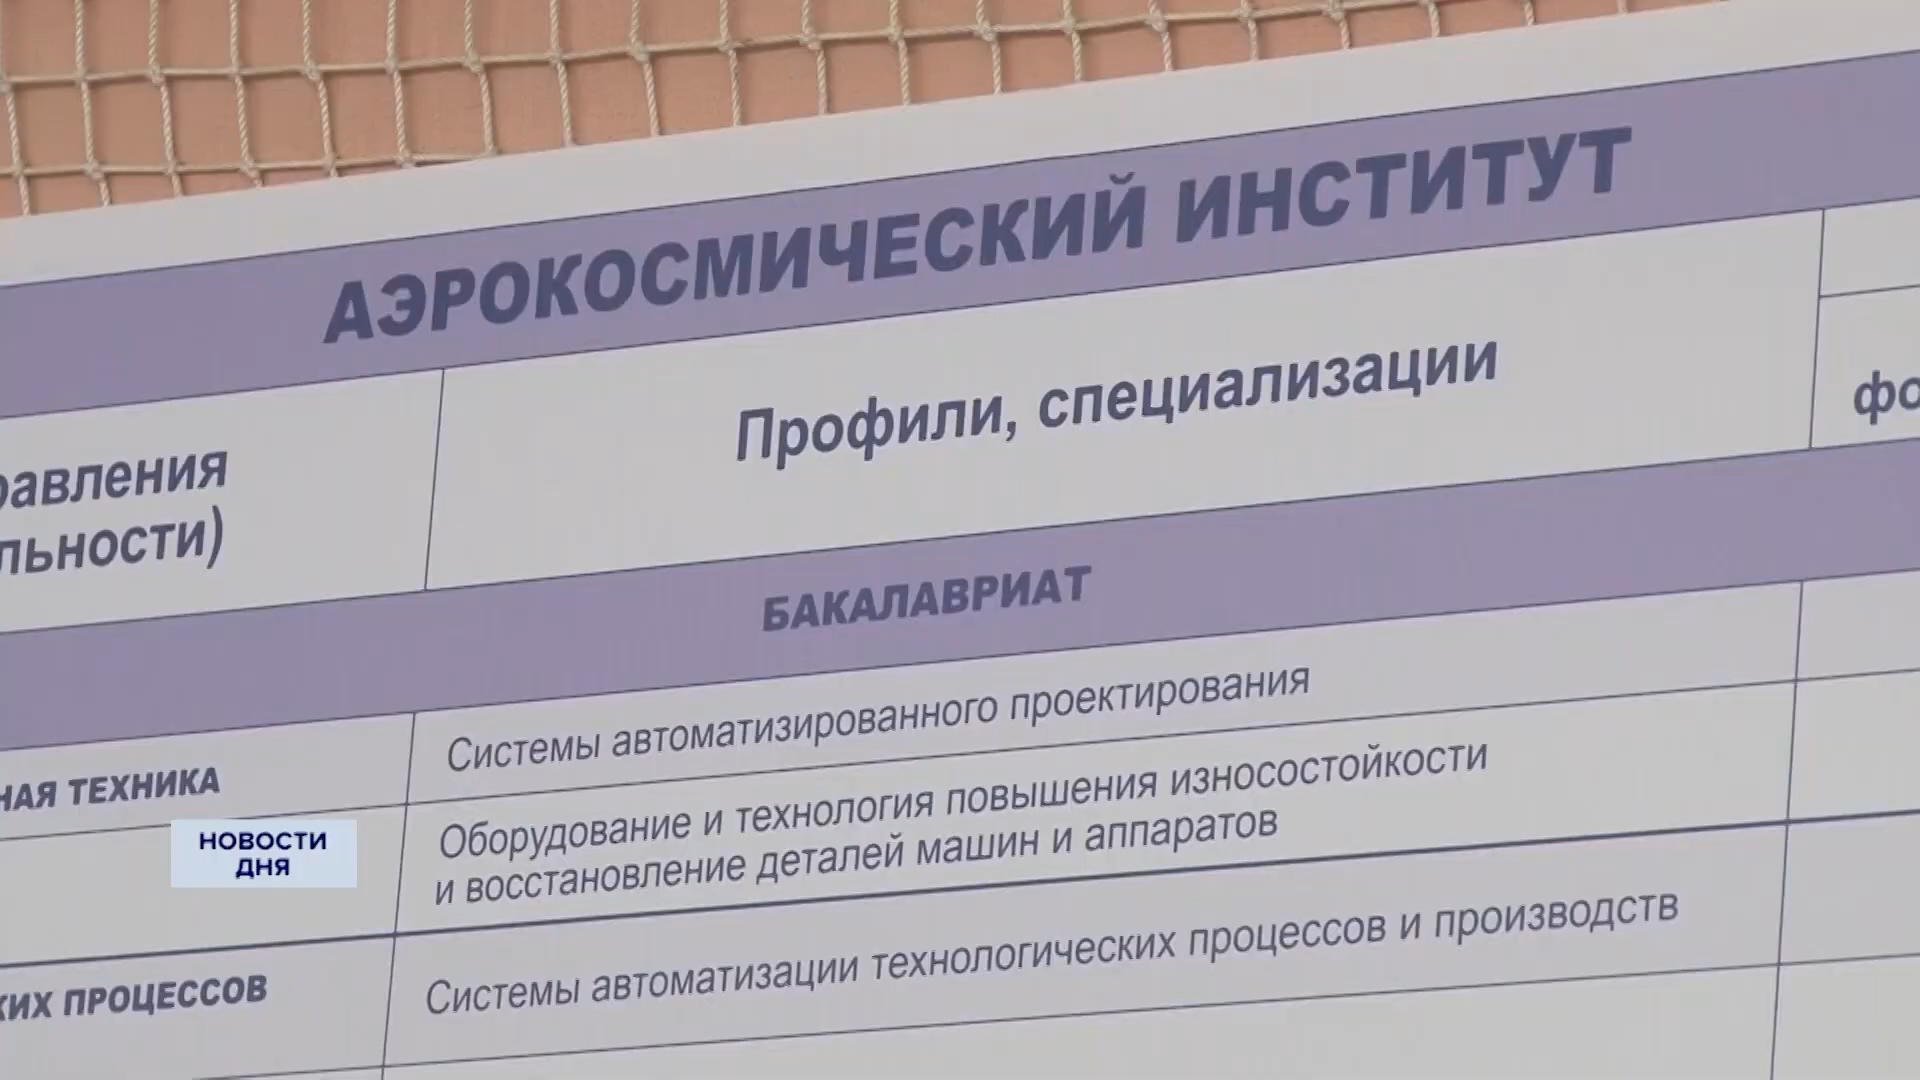 АЭРОКОСМИЧЕСКИЙ ИНСТИТУТ
равления
льности)
Профили, специализации
фо
БАКАЛАВРИАТ
НАЯ ТЕХНИКА
Системы автоматизированного проектирования
Оборудование и технология повышения износостойкости
и восстановление деталей машин и аппаратов
НОВОСТИ
ДНЯ
КИХ ПРОЦЕССОВ
Системы автоматизации технологических процессов и производств